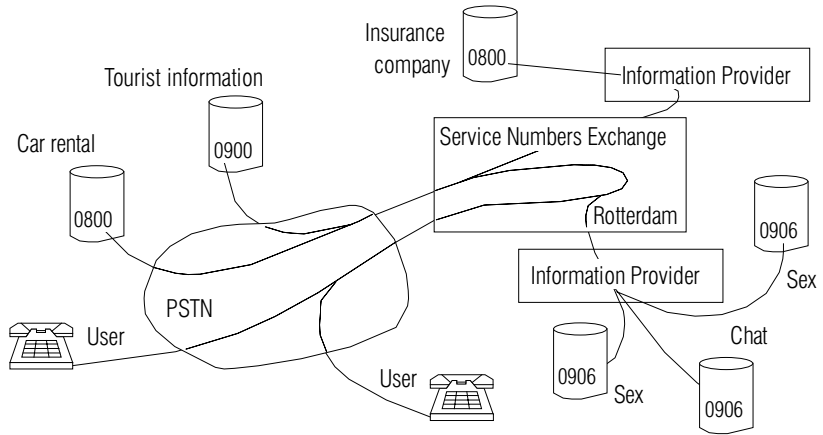 Insurance
company
0800
Information Provider
Tourist information
0900
Service Numbers Exchange
Car rental
0800
Rotterdam
0906
Sex
Information Provider
PSTN
User
Chat
0906
Sex
User
0906